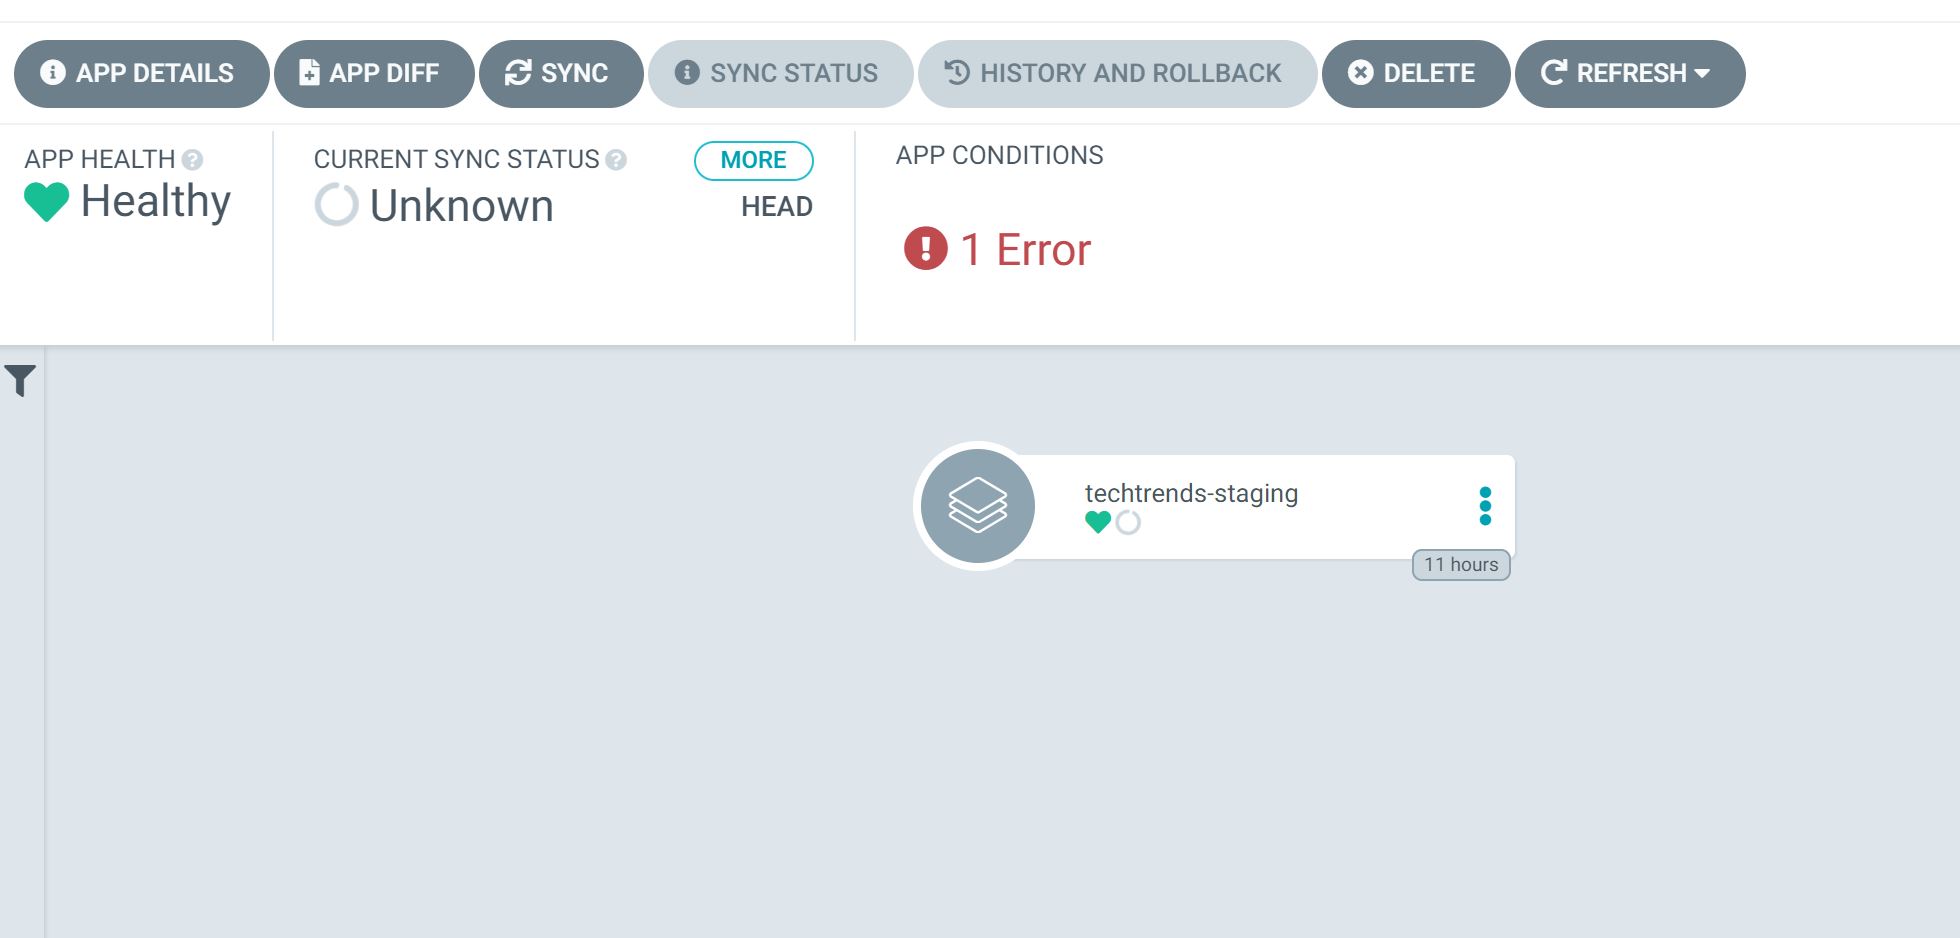 APP DETAILS APP DIFF SYNC SYNC STATUS HISTORY AND ROLLBACK DELETE REFRESH
APP HEALTH
Healthy
CURRENT SYNC STATUS MORE
Unknown HEAD
APP CONDITIONS
1 Error
techtrends-staging
11 hours